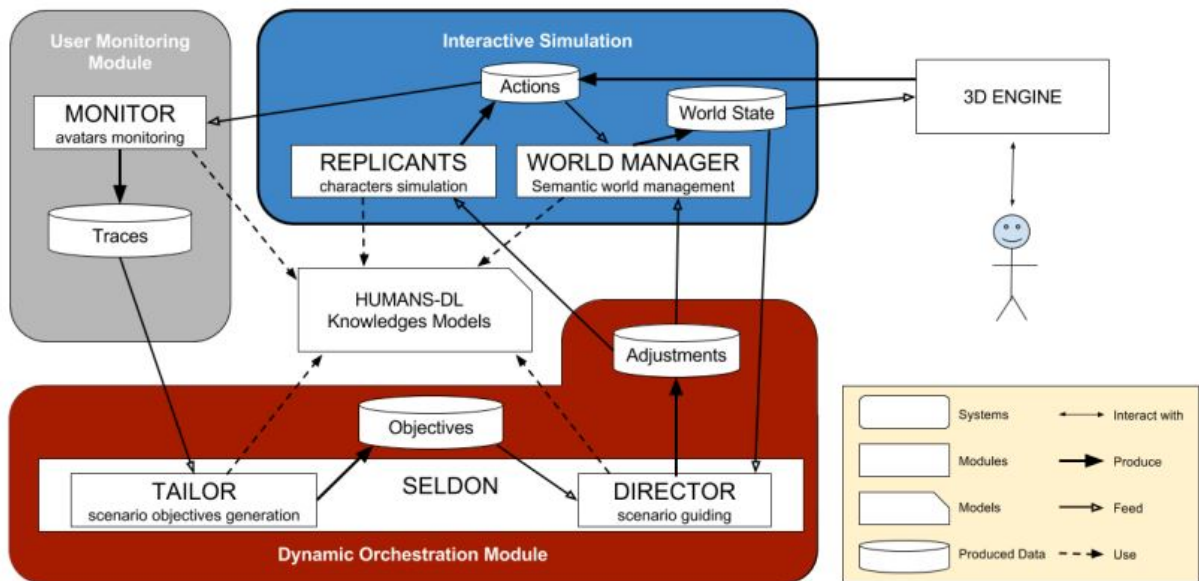 User Monitoring
Module
MONITOR
avatars monitoring
Traces
Interactive Simulation
Actions
World State
REPLICANTS
characters simulation
WORLD MANAGER
Semantic world management
3D ENGINE
HUMANS-DL
Knowledges Models
Adjustments
Objectives
TAILOR
scenario objectives generation
SELDON
DIRECTOR
scenario guiding
Dynamic Orchestration Module
Systems
Interact with
Modules
Produce
Models
Feed
Produced Data
Use